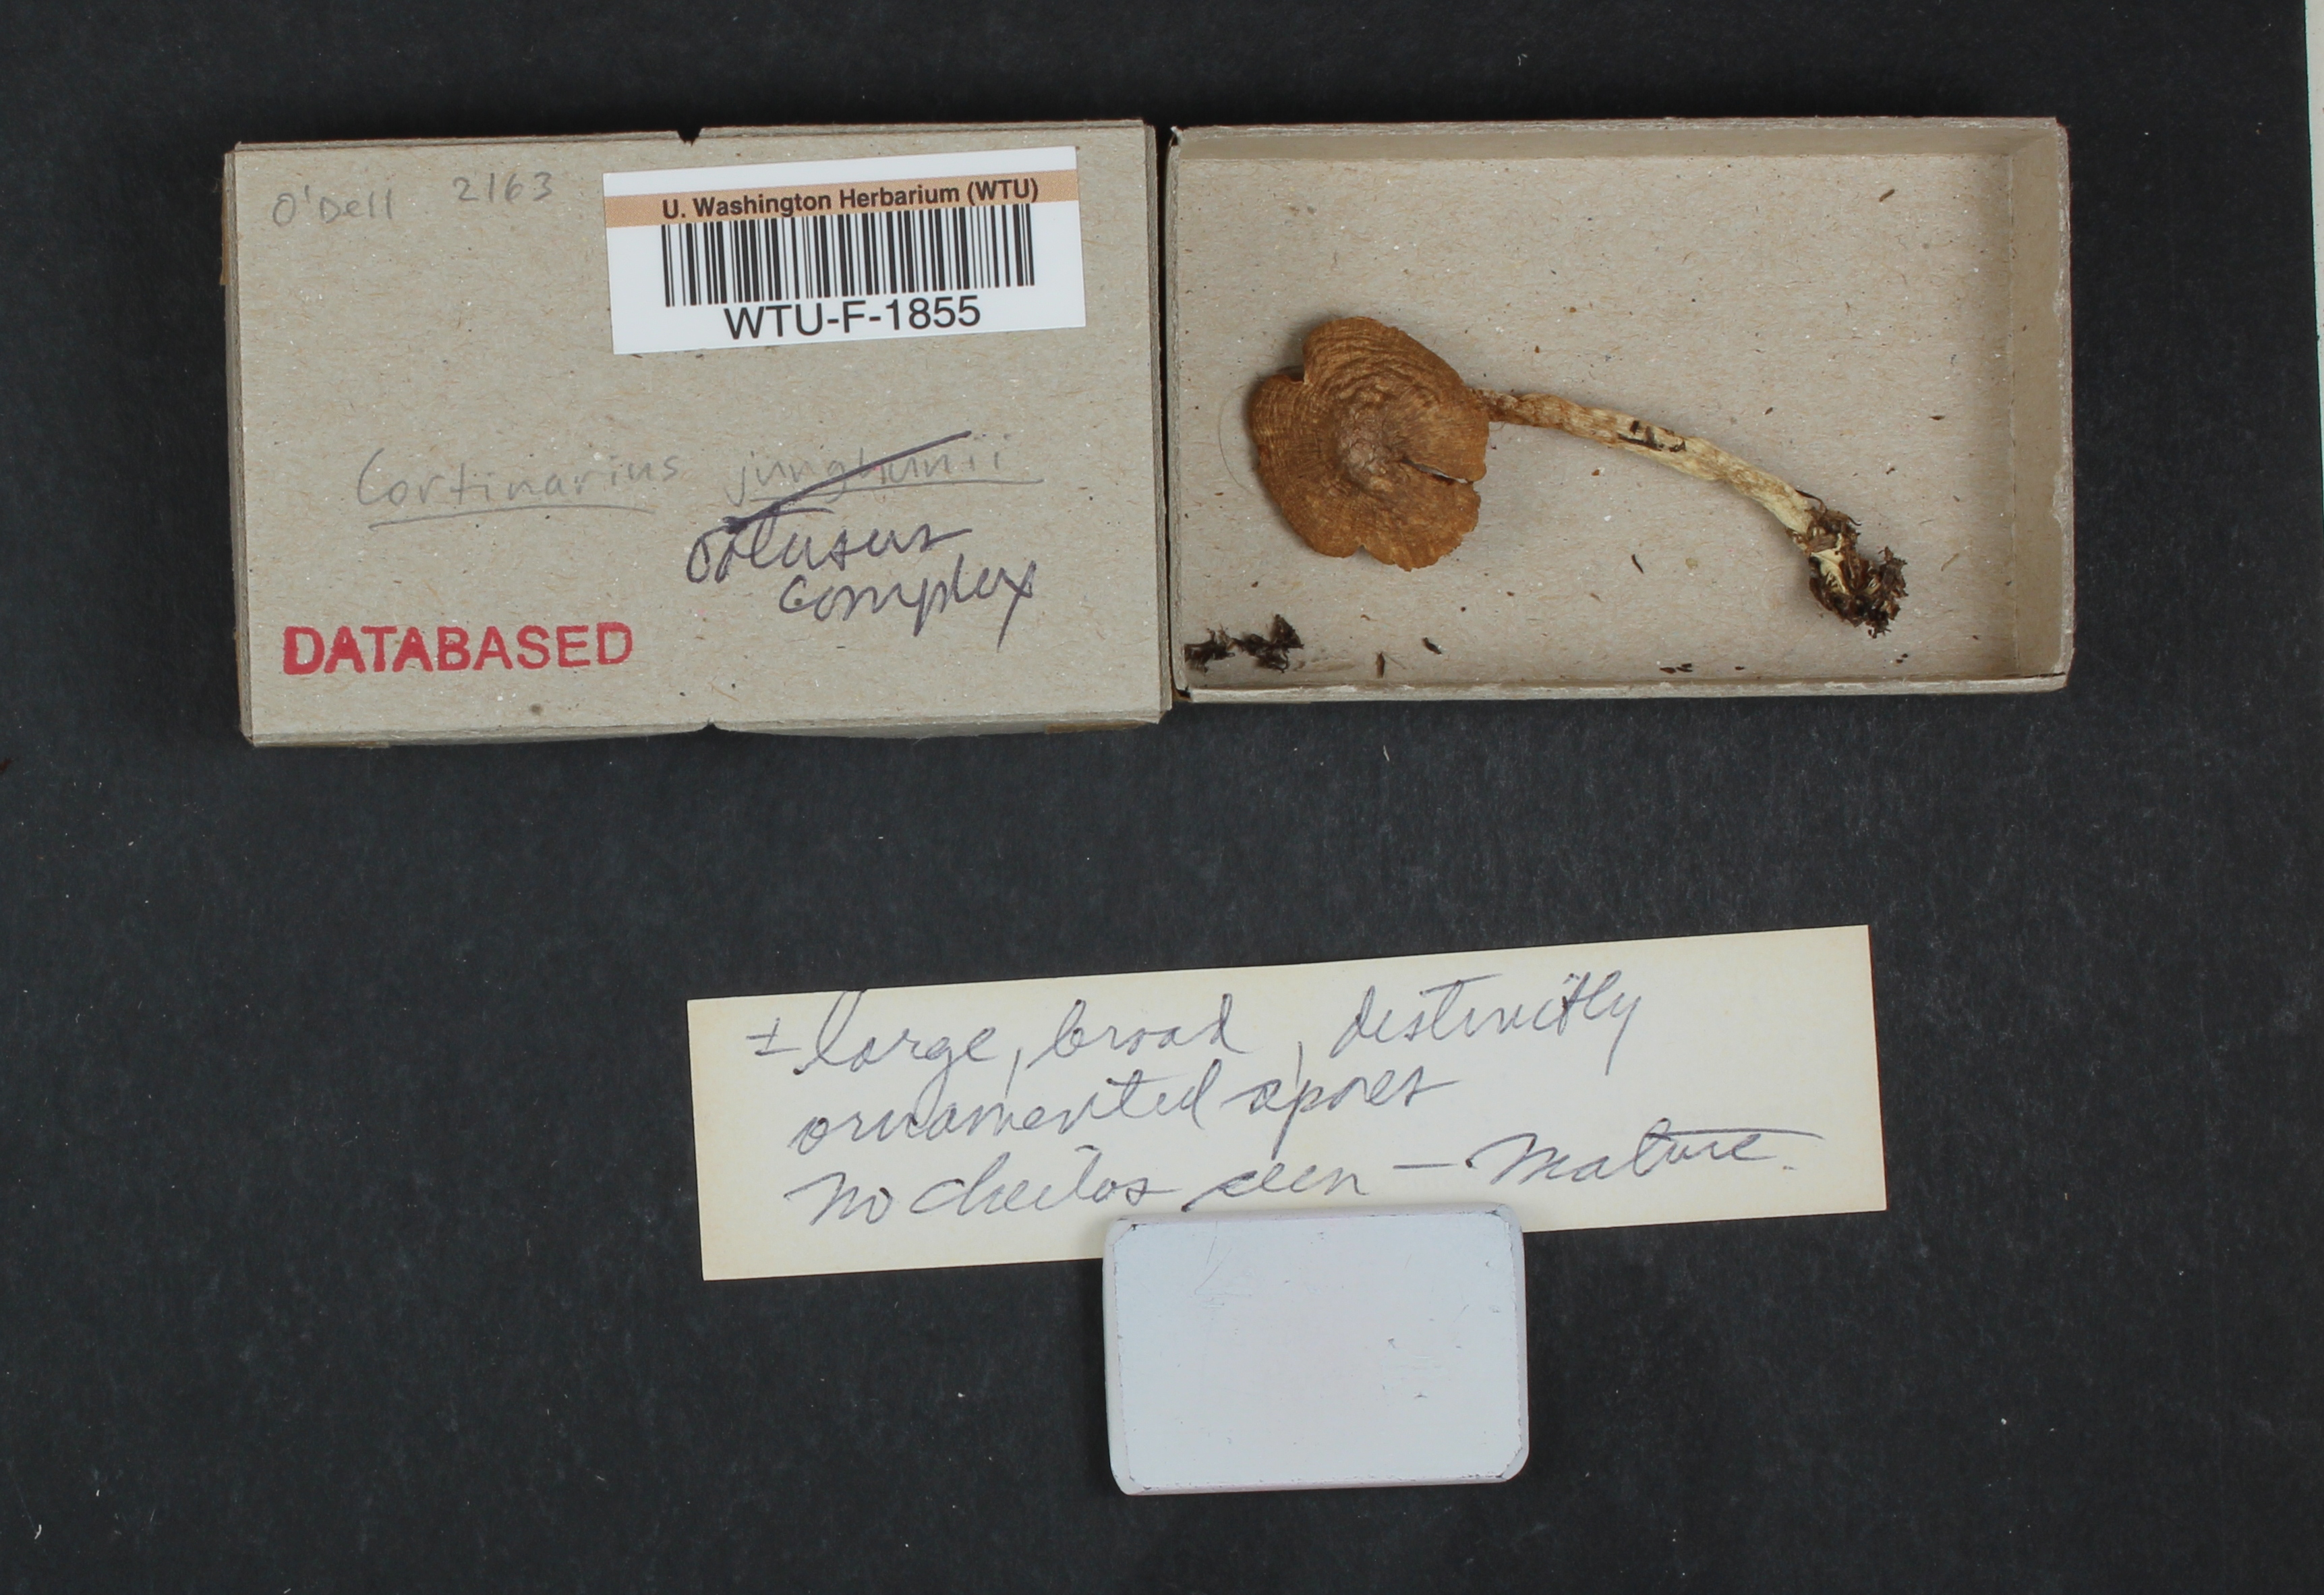 O'Dell 2163
U. Washington Herbarium (WTU)
WTU-F-1855
Cortinarius junghunii
obtusus
complex
DATABASED
± large, broad, distinctly
ornamented spores
no cheilos seen – mature.